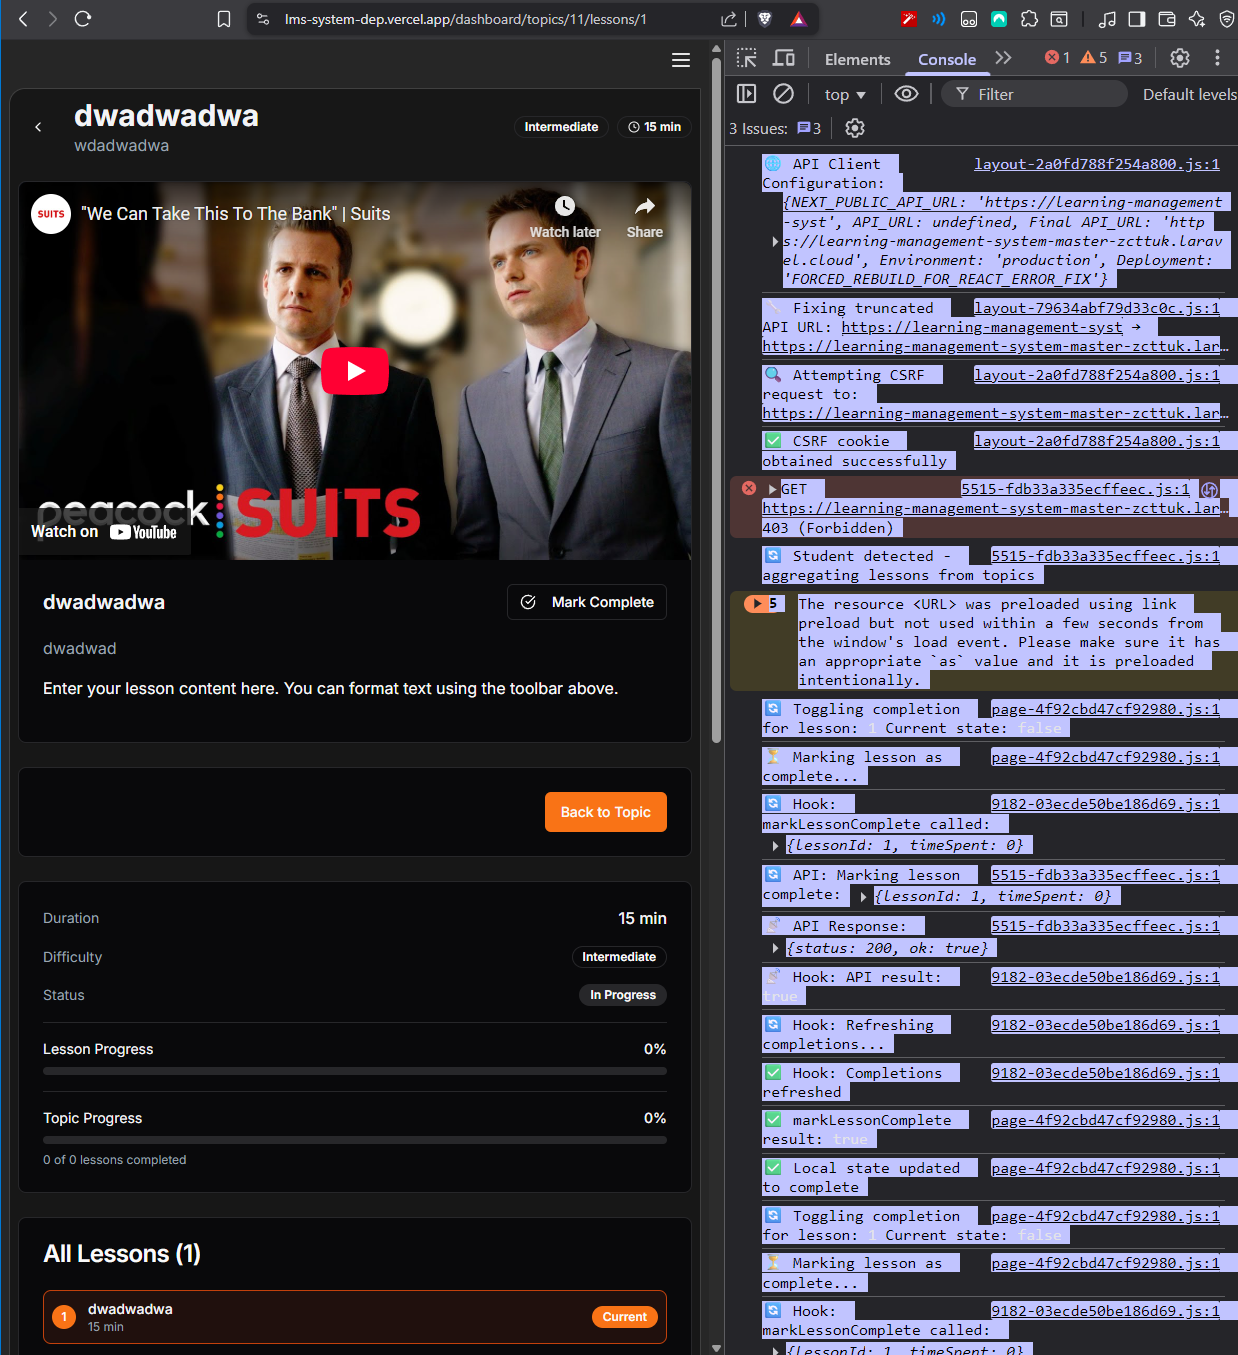 lms-system-dep.vercel.app/dashboard/topics/11/lessons/1
dwadwadwa
wdadwadwa
Intermediate
15 min
SUITS
"We Can Take This To The Bank" | Suits
Watch later
Share
peacock
SUITS
Watch on YouTube
dwadwadwa
Mark Complete
dwadwad
Enter your lesson content here. You can format text using the toolbar above.
Back to Topic
Duration
15 min
Difficulty
Intermediate
Status
In Progress
Lesson Progress
0%
Topic Progress
0%
0 of 0 lessons completed
All Lessons (1)
1
dwadwadwa
15 min
Current
Elements
Console
1
5
3
top
Filter
Default levels
3 Issues:
3
API Client layout-2a0fd788f254a800.js:1
Configuration:
{NEXT_PUBLIC_API_URL: 'https://learning-management
-syst', API_URL: undefined, Final API_URL: 'http
s://learning-management-system-master-zcttuk.larav
el.cloud', Environment: 'production', Deployment:
'FORCED_REBUILD_FOR_REACT_ERROR_FIX'}
Fixing truncated layout-79634abf79d33c0c.js:1
API URL: https://learning-management-syst →
https://learning-management-system-master-zcttuk.lar…
Attempting CSRF layout-2a0fd788f254a800.js:1
request to:
https://learning-management-system-master-zcttuk.lar…
CSRF cookie layout-2a0fd788f254a800.js:1
obtained successfully
GET 5515-fdb33a335ecffeec.js:1
https://learning-management-system-master-zcttuk.lar…
403 (Forbidden)
Student detected - 5515-fdb33a335ecffeec.js:1
aggregating lessons from topics
5
The resource <URL> was preloaded using link
preload but not used within a few seconds from
the window's load event. Please make sure it has
an appropriate `as` value and it is preloaded
intentionally.
Toggling completion page-4f92cbd47cf92980.js:1
for lesson: 1 Current state: false
Marking lesson as page-4f92cbd47cf92980.js:1
complete...
Hook: 9182-03ecde50be186d69.js:1
markLessonComplete called:
{lessonId: 1, timeSpent: 0}
API: Marking lesson 5515-fdb33a335ecffeec.js:1
complete: {lessonId: 1, timeSpent: 0}
API Response: 5515-fdb33a335ecffeec.js:1
{status: 200, ok: true}
Hook: API result: 9182-03ecde50be186d69.js:1
true
Hook: Refreshing 9182-03ecde50be186d69.js:1
completions...
Hook: Completions 9182-03ecde50be186d69.js:1
refreshed
markLessonComplete page-4f92cbd47cf92980.js:1
result: true
Local state updated page-4f92cbd47cf92980.js:1
to complete
Toggling completion page-4f92cbd47cf92980.js:1
for lesson: 1 Current state: false
Marking lesson as page-4f92cbd47cf92980.js:1
complete...
Hook: 9182-03ecde50be186d69.js:1
markLessonComplete called:
{lessonId: 1, timeSpent: 0}